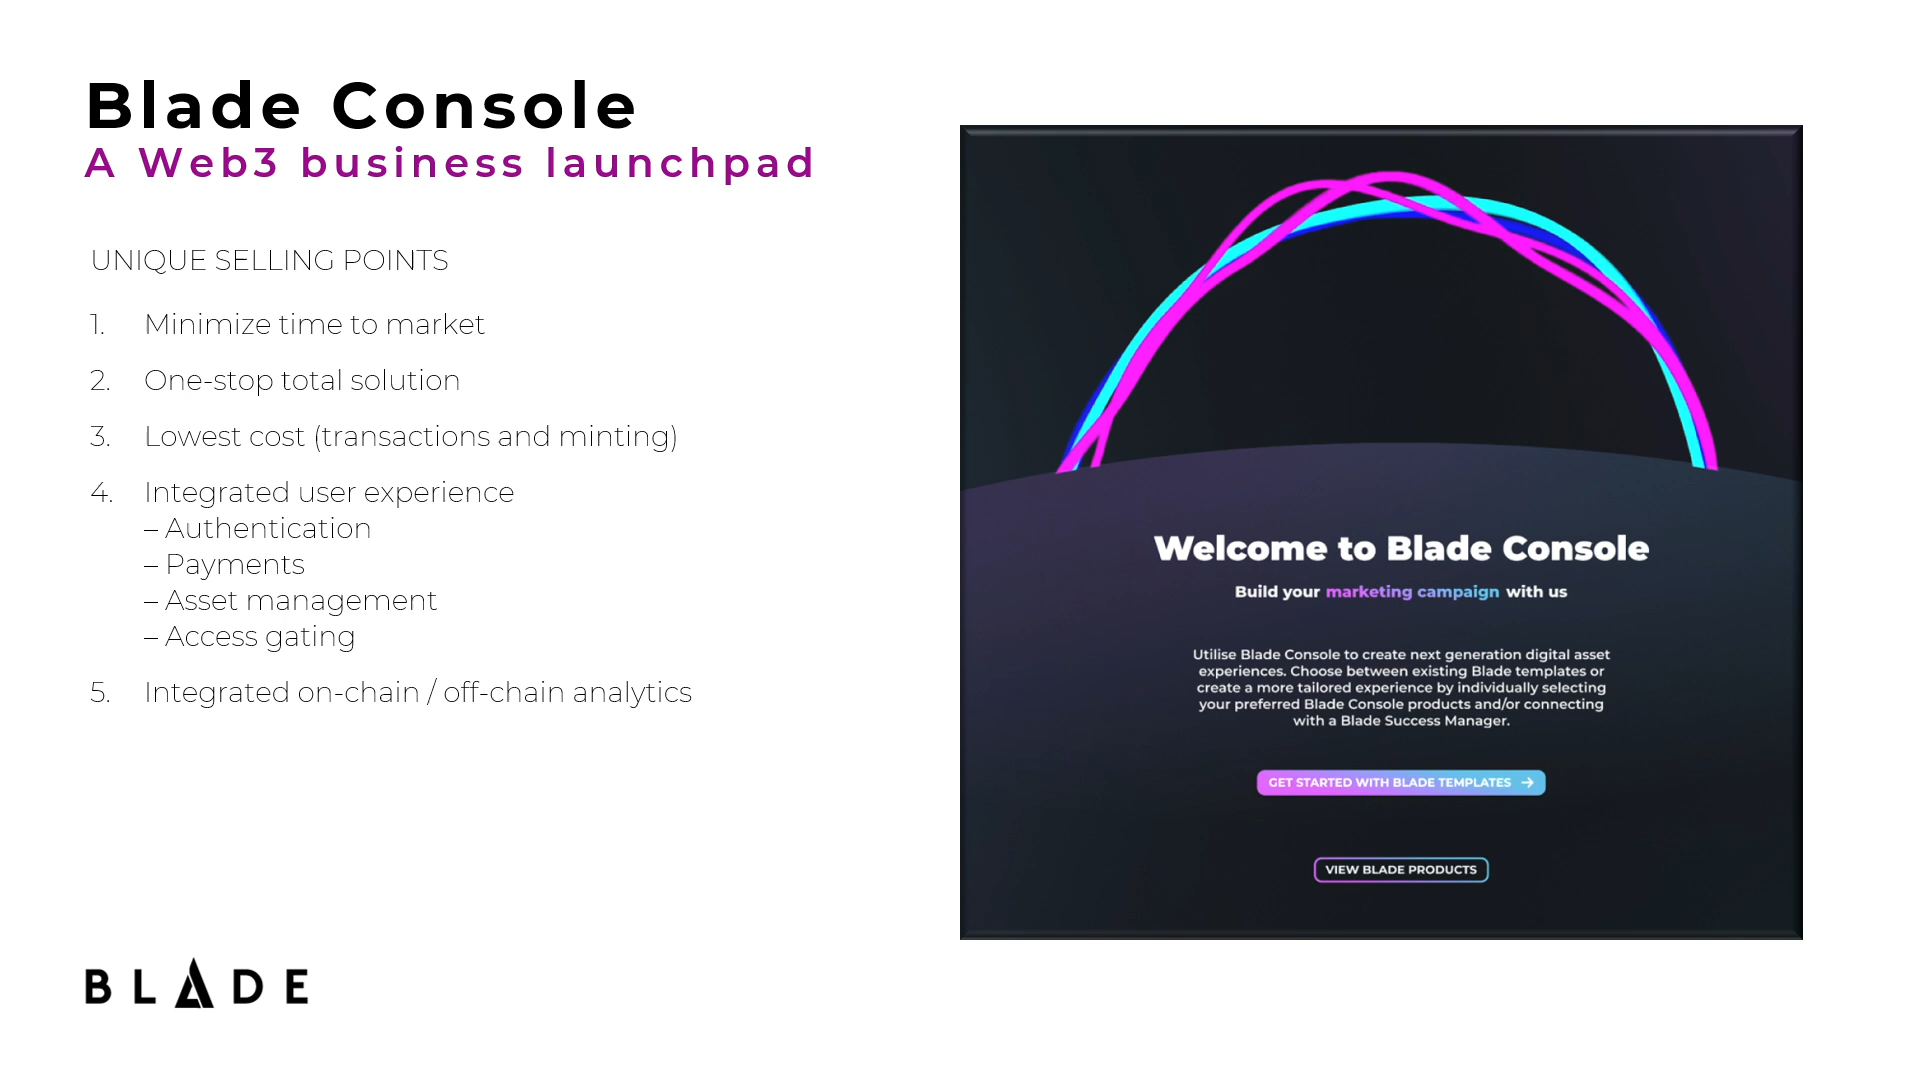 Blade Console
A Web3 business launchpad
UNIQUE SELLING POINTS
1. Minimize time to market
2. One-stop total solution
3. Lowest cost (transactions and minting)
4. Integrated user experience
– Authentication
– Payments
– Asset management
– Access gating
5. Integrated on-chain / off-chain analytics
BLADE
Welcome to Blade Console
Build your marketing campaign with us
Utilise Blade Console to create next generation digital asset
experiences. Choose between existing Blade templates or
create a more tailored experience by individually selecting
your preferred Blade Console products and/or connecting
with a Blade Success Manager.
GET STARTED WITH BLADE TEMPLATES →
VIEW BLADE PRODUCTS